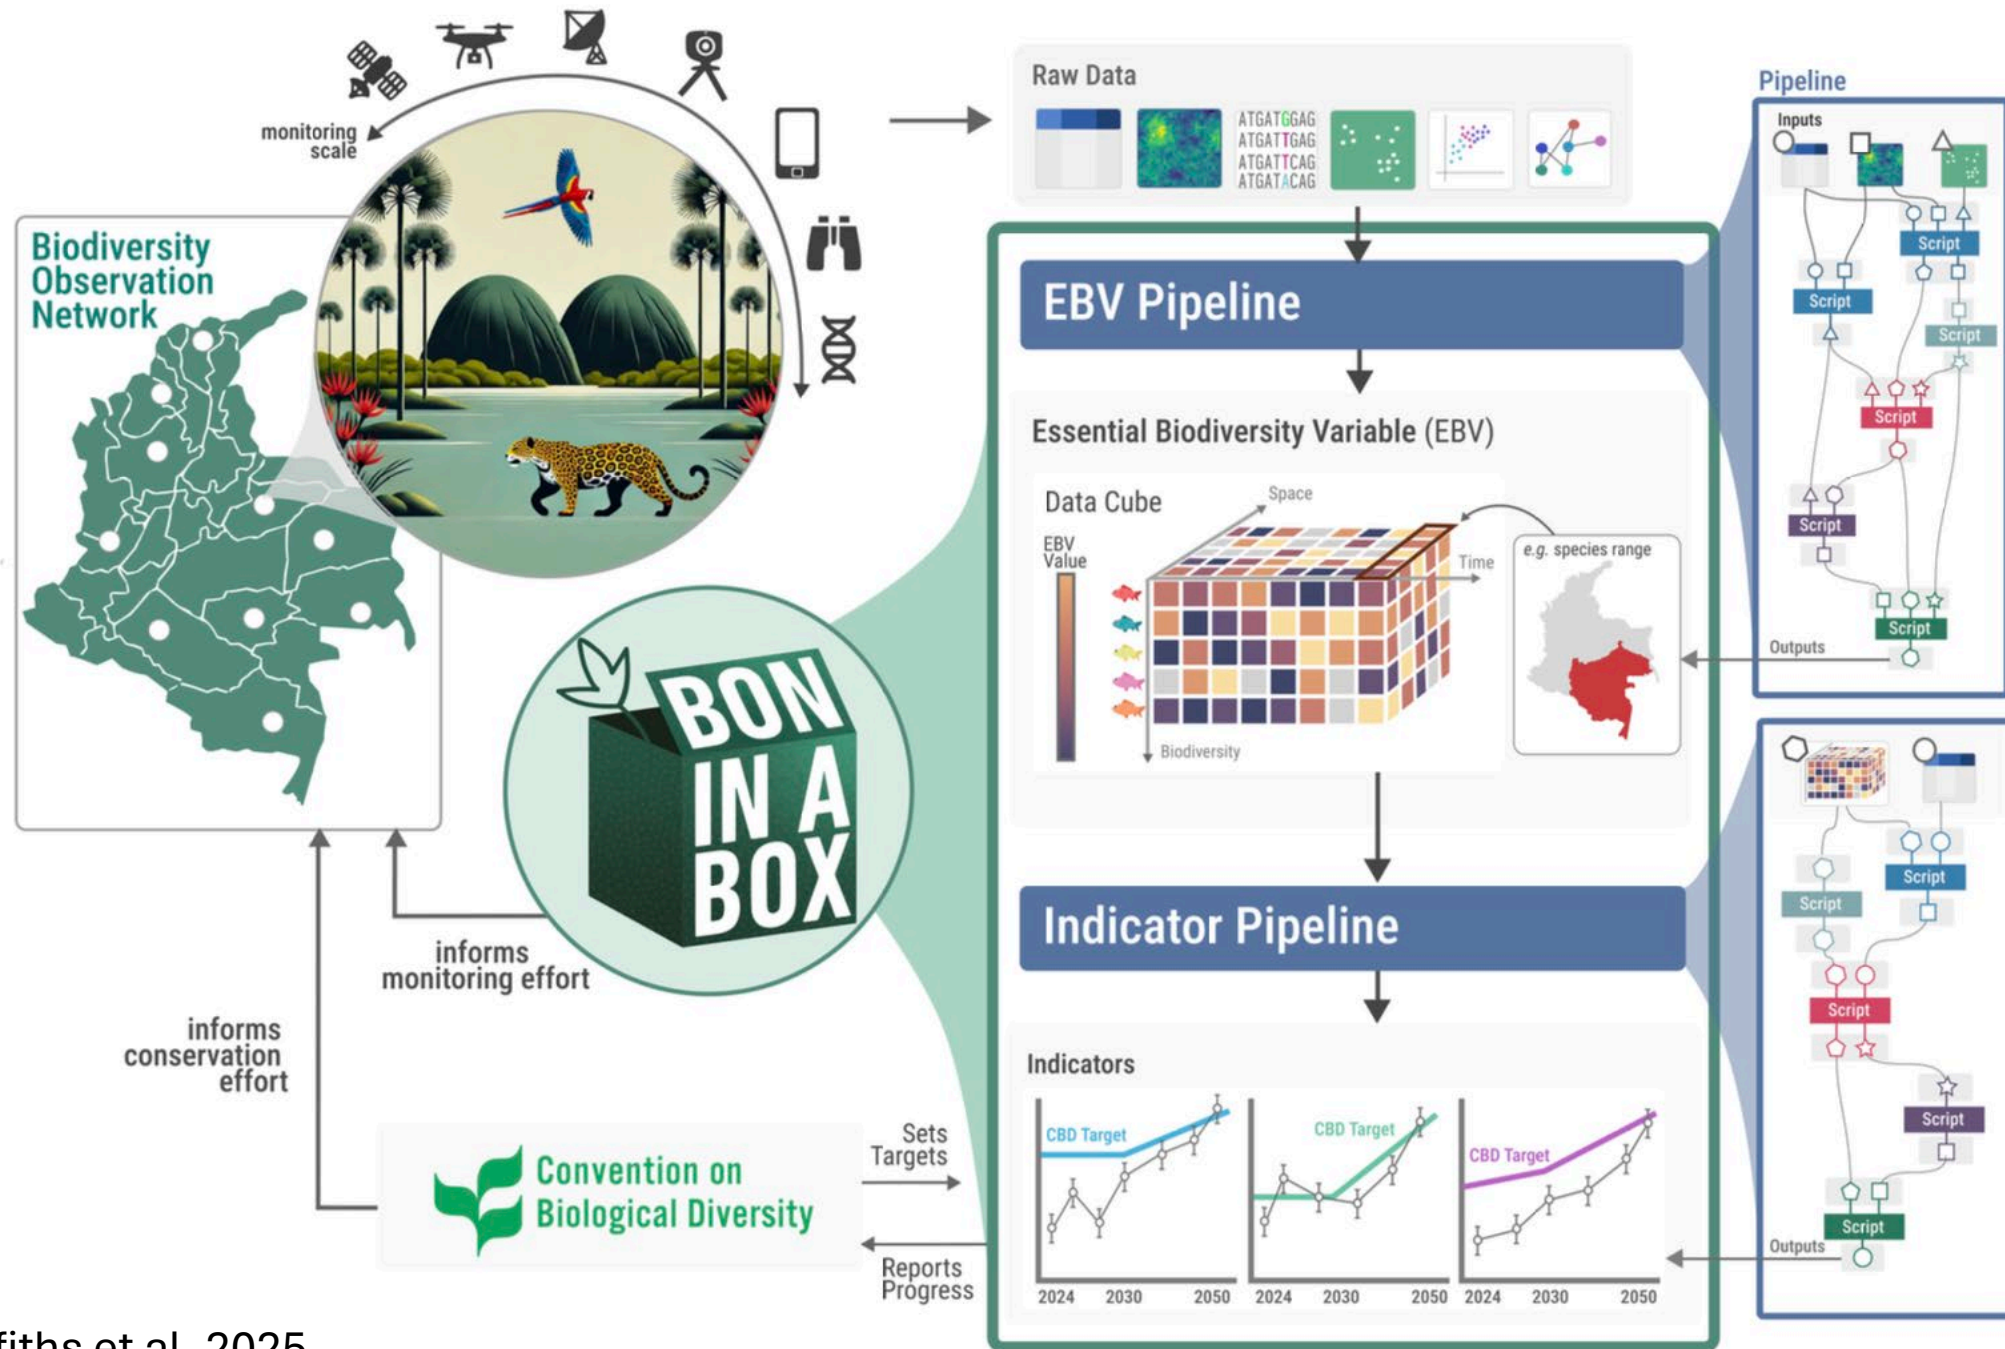 monitoring
scale
Biodiversity
Observation
Network
BON
IN A
BOX
informs
monitoring effort
informs
conservation
effort
Convention on
Biological Diversity
Sets
Targets
Reports
Progress
Raw Data
ATGATGGAG
ATGATTGAG
ATGATTCAG
ATGATACAG
EBV Pipeline
Essential Biodiversity Variable (EBV)
Data Cube
EBV
Value
Space
Time
Biodiversity
e.g. species range
Indicator Pipeline
Indicators
CBD Target
2024 2030 2050
CBD Target
2024 2030 2050
CBD Target
2024 2030 2050
Pipeline
Inputs
Script
Script
Script
Script
Script
Script
Outputs
Script
Script
Script
Script
Script
Outputs
et al. 2025